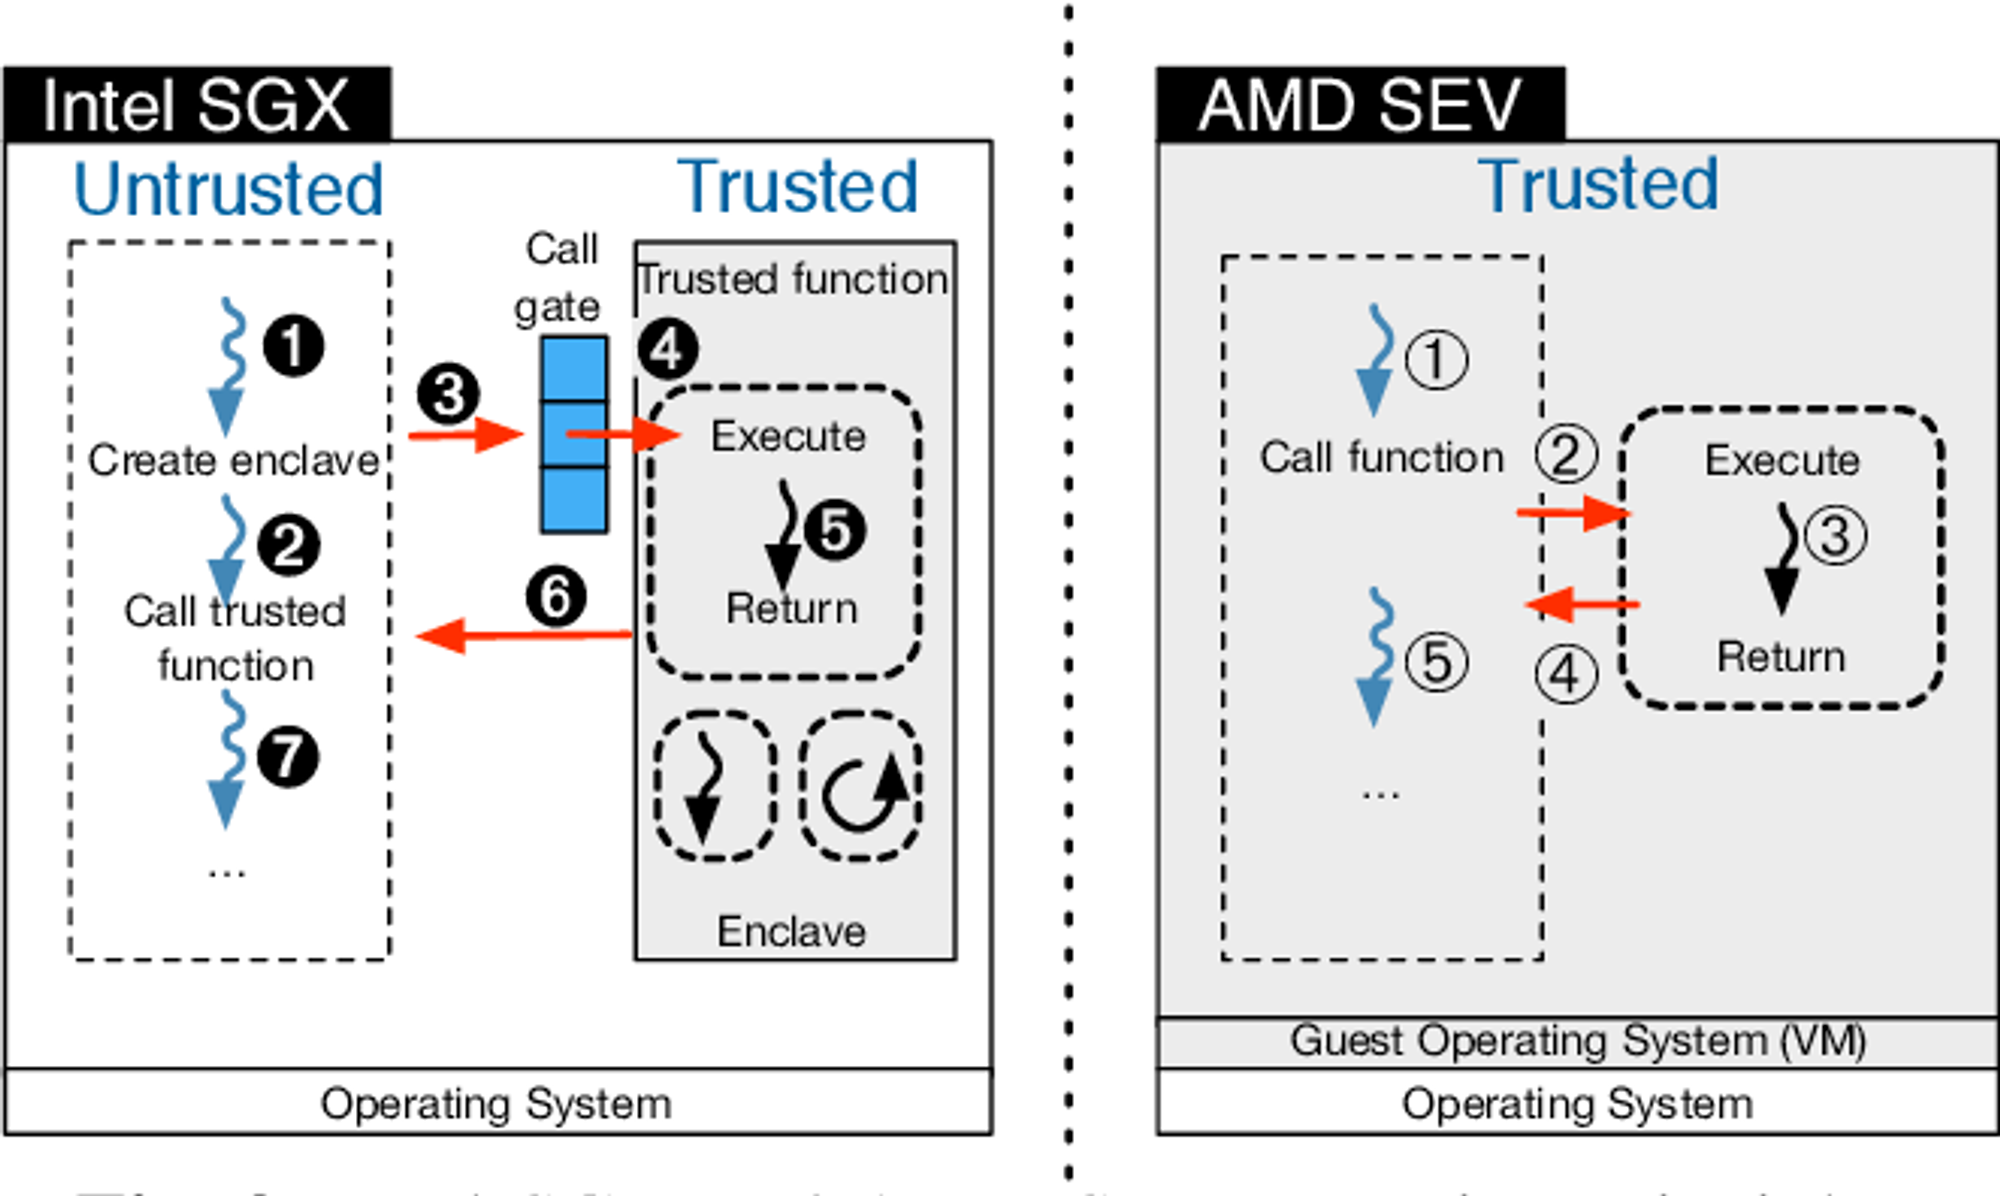 Intel SGX
Untrusted
Trusted
Call
gate
Trusted function
❶
❸
❹
Create enclave
Execute
❷
❺
Call trusted
function
❻
Return
❼
...
Enclave
Operating System
AMD SEV
Trusted
①
Call function
②
Execute
③
⑤
④
Return
...
Guest Operating System (VM)
Operating System